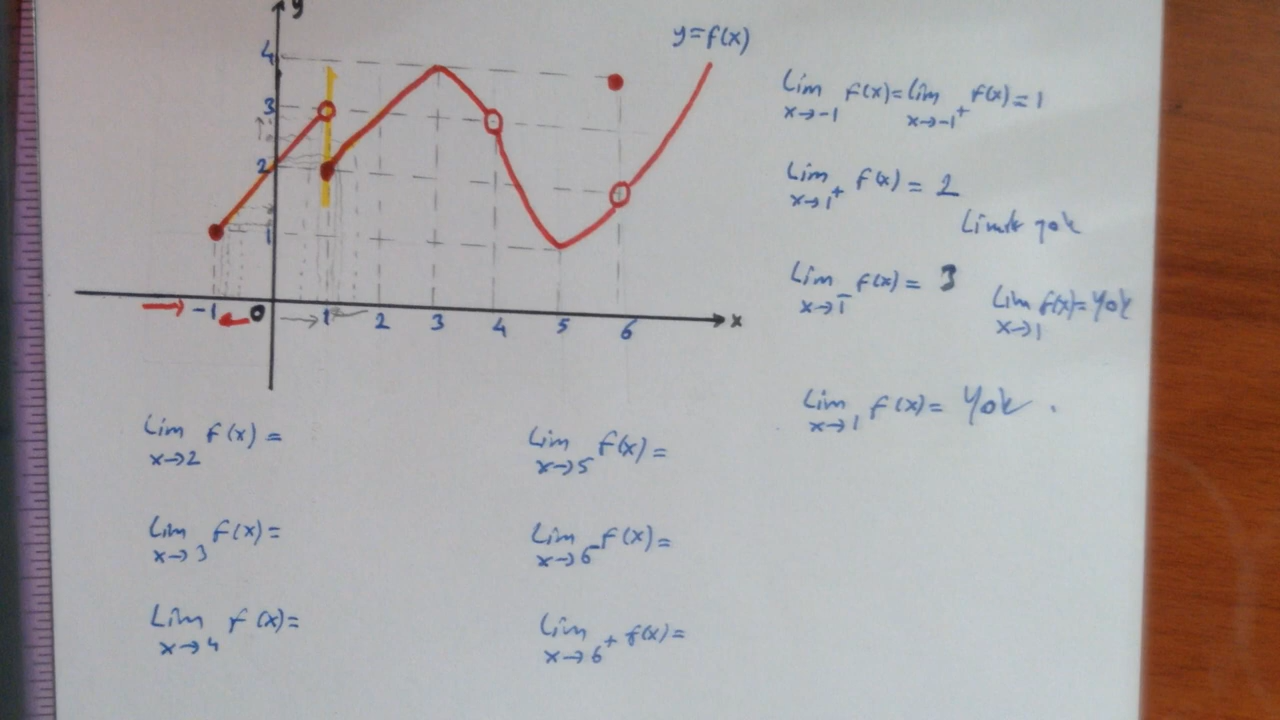 y
y=f(x)
4
3
2
1
-1 0 1 2 3 4 5 6 x
Lim f(x)=Lim f(x)=1
x→-1 x→-1⁺
Lim f(x)= 2
x→1⁺
Limit yok
Lim f(x)= 3
x→1⁻
Lim f(x)=Yok
x→1
Lim f(x)= Yok.
x→1
Lim f(x)=
x→2
Lim f(x)=
x→5
Lim f(x)=
x→3
Lim f(x)=
x→6⁻
Lim f(x)=
x→4
Lim f(x)=
x→6⁺